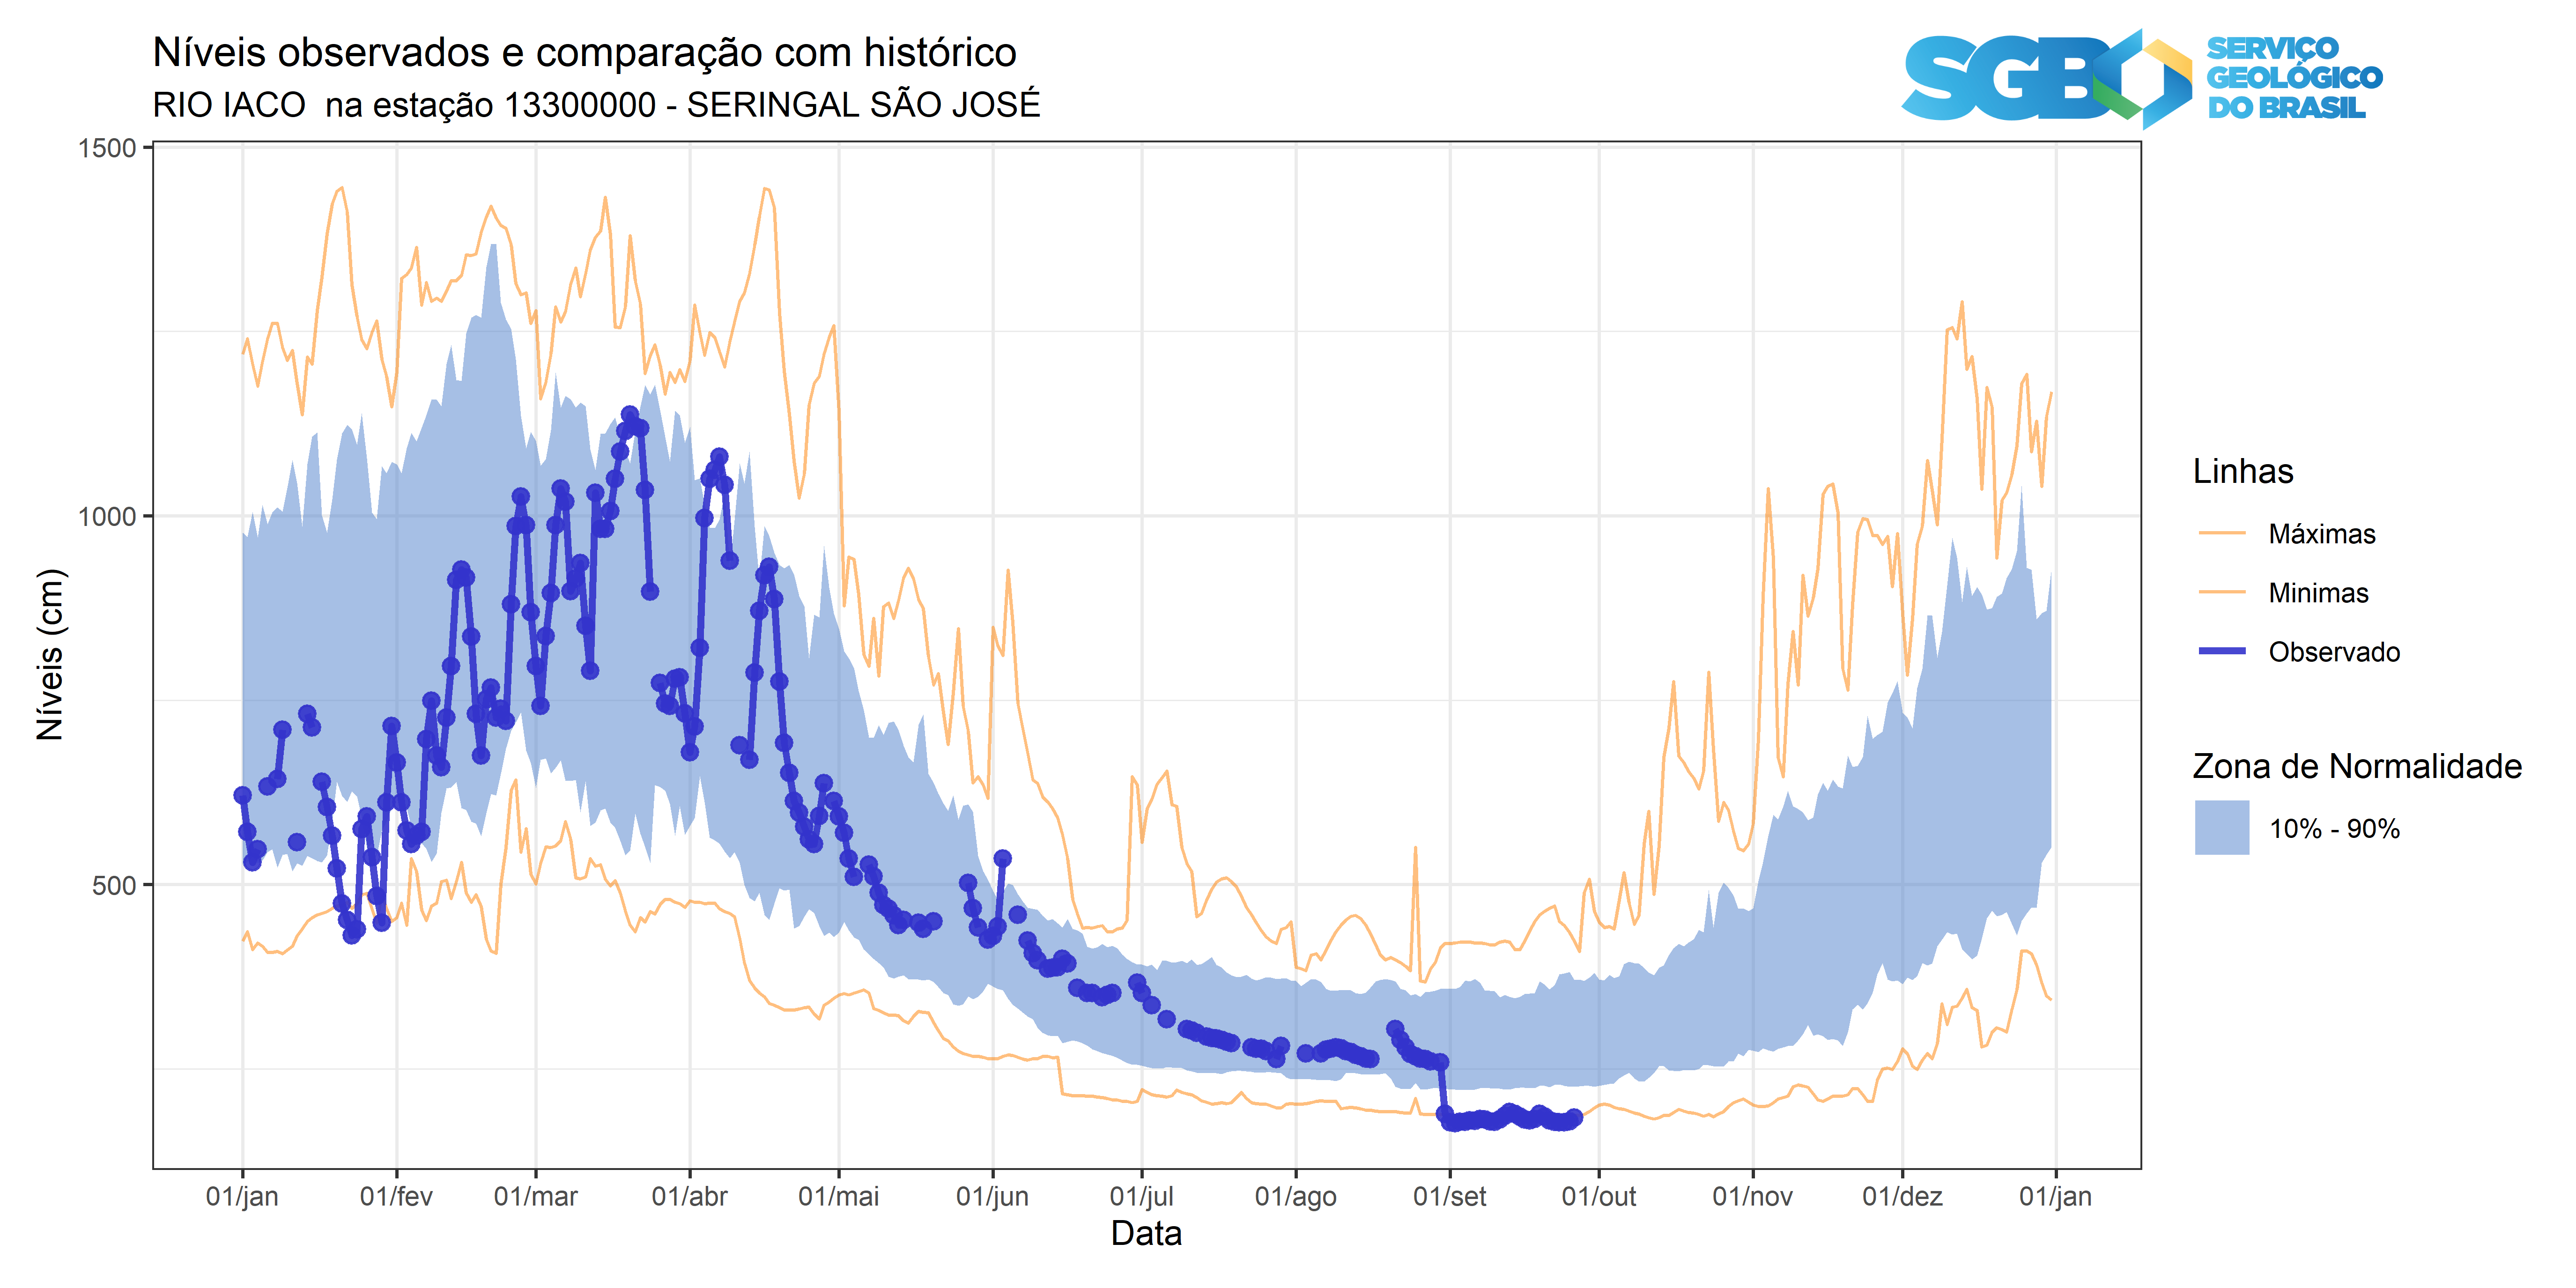 Níveis observados e comparação com histórico
RIO IACO  na estação 13300000 - SERINGAL SÃO JOSÉ
SGB
SERVIÇO
GEOLÓGICO
DO BRASIL
1500
1000
500
Níveis (cm)
01/jan
01/fev
01/mar
01/abr
01/mai
01/jun
01/jul
01/ago
01/set
01/out
01/nov
01/dez
01/jan
Data
Linhas
Máximas
Minimas
Observado
Zona de Normalidade
10% - 90%